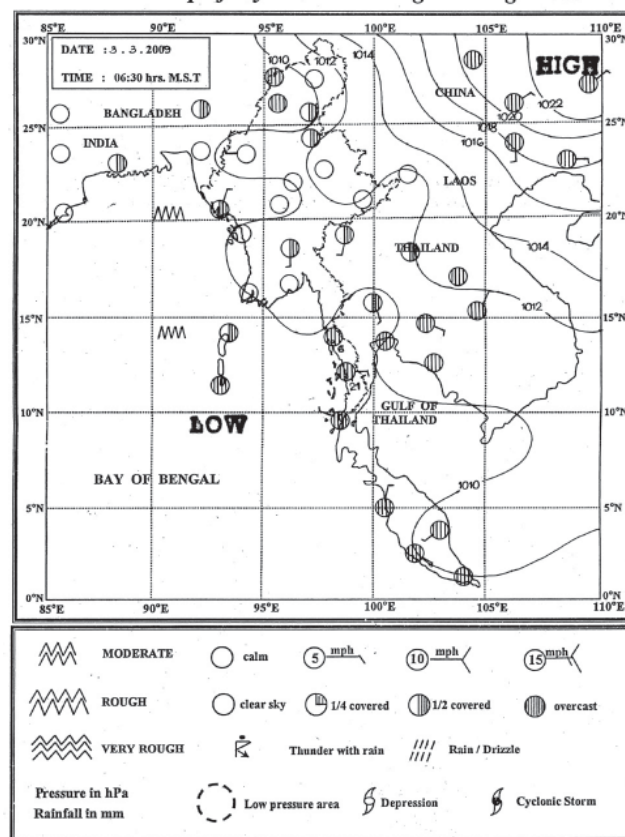 30°N
85°E
90°E
95°E
100°E
105°E
110°E
DATE : 3.3.2009
TIME : 06:30 hrs. M.S.T
1010
1012
1014
HIGH
CHINA
1022
1020
1018
1016
BANGLADEH
25°N
INDIA
LAOS
20°N
THAILAND
1014
1012
15°N
6
21
10°N
LOW
GULF OF
THAILAND
BAY OF BENGAL
1010
5°N
0°N
0°N
85°E
90°E
95°E
100°E
105°E
110°E
MODERATE
calm
5 mph
10 mph
15 mph
ROUGH
clear sky
1/4 covered
1/2 covered
overcast
VERY ROUGH
Thunder with rain
Rain / Drizzle
Pressure in hPa
Rainfall in mm
Low pressure area
Depression
Cyclonic Storm